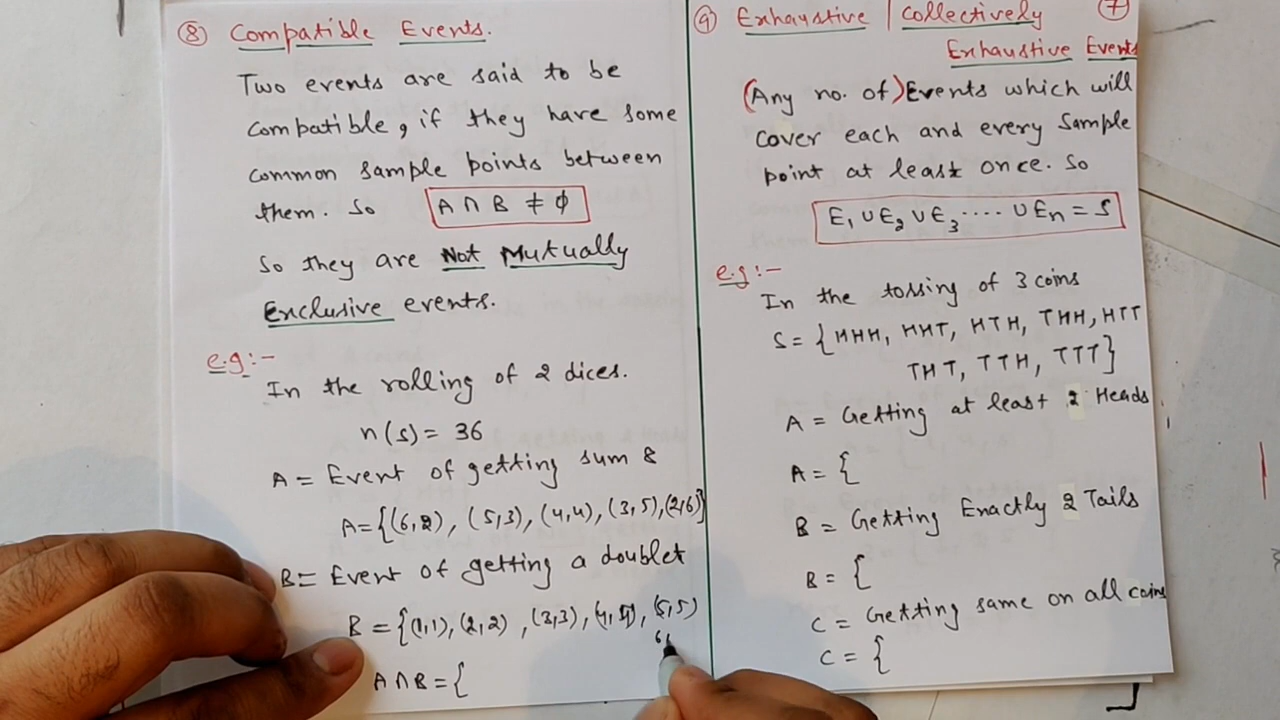 ⑧ Compatible Events.
Two events are said to be
compatible, if they have some
common sample points between
them. So A ∩ B ≠ ϕ
So they are Not Mutually
Exclusive events.
e.g:-
In the rolling of 2 dices.
n(s) = 36
A = Event of getting sum 8
A={(6,2), (5,3), (4,4), (3,5),(2,6)}
B= Event of getting a doublet
B = {(1,1), (2,2), (3,3), (4,4), (5,5)
A ∩ B = {
⑨ Exhaustive / Collectively ⑦
Exhaustive Events
(Any no. of) Events which will
cover each and every sample
point at least once. So
E₁ ∪ E₂ ∪ E₃ ..... ∪ En = S
e.g:-
In the tossing of 3 coins
S = {HHH, HHT, HTH, THH, HTT
THT, TTH, TTT}
A = Getting at least 2 Heads
A = {
B = Getting Exactly 2 Tails
B = {
C = Getting same on all coins
C = {